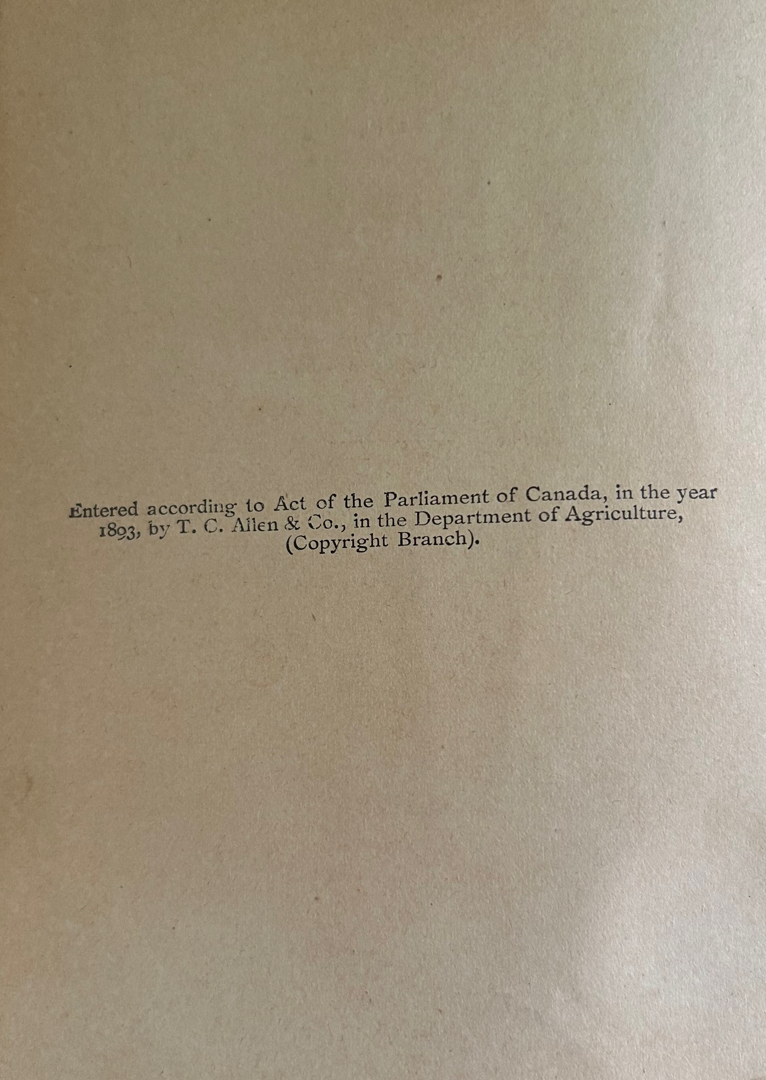 Entered according to Act of the Parliament of Canada, in the year
1893, by T. C. Allen & Co., in the Department of Agriculture,
(Copyright Branch).